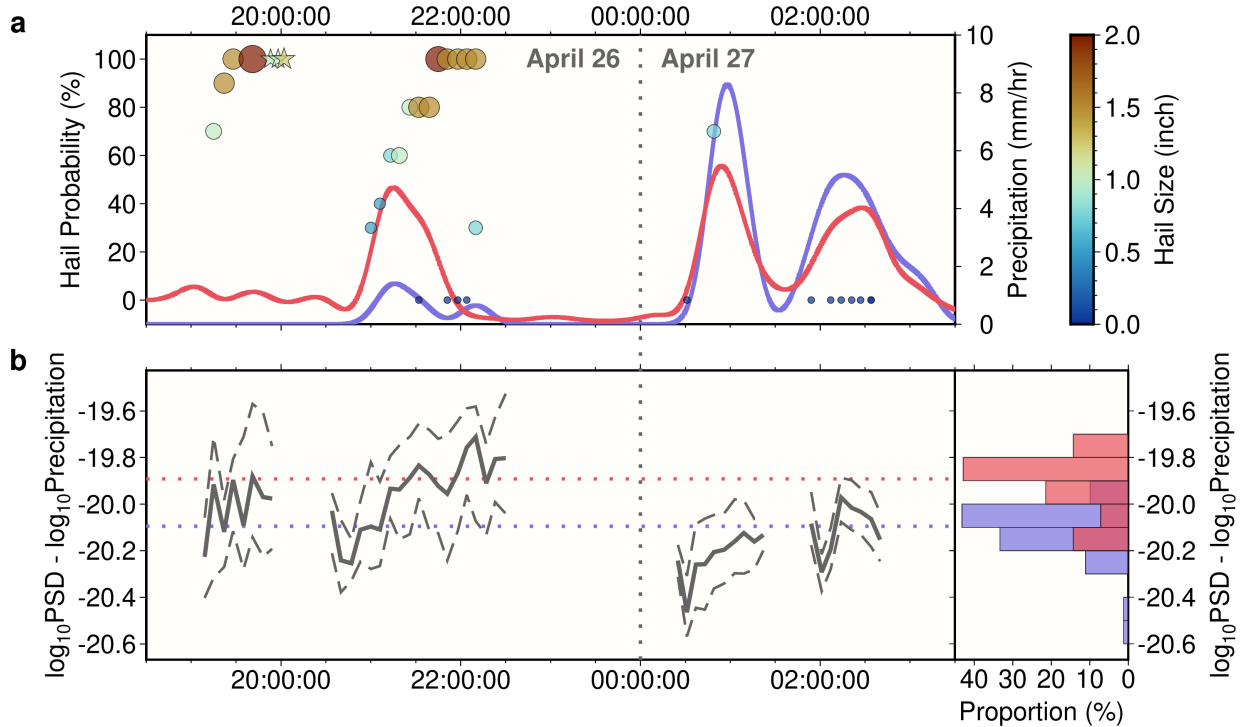 a
20:00:00 22:00:00 00:00:00 02:00:00
April 26 April 27
Hail Probability (%)
100
80
60
40
20
0
Precipitation (mm/hr)
10
8
6
4
2
0
Hail Size (inch)
2.0
1.5
1.0
0.5
0.0
b
log10PSD - log10Precipitation
-19.6
-19.8
-20.0
-20.2
-20.4
-20.6
20:00:00 22:00:00 00:00:00 02:00:00
-19.6
-19.8
-20.0
-20.2
-20.4
-20.6
log10PSD - log10Precipitation
40 30 20 10 0
Proportion (%)